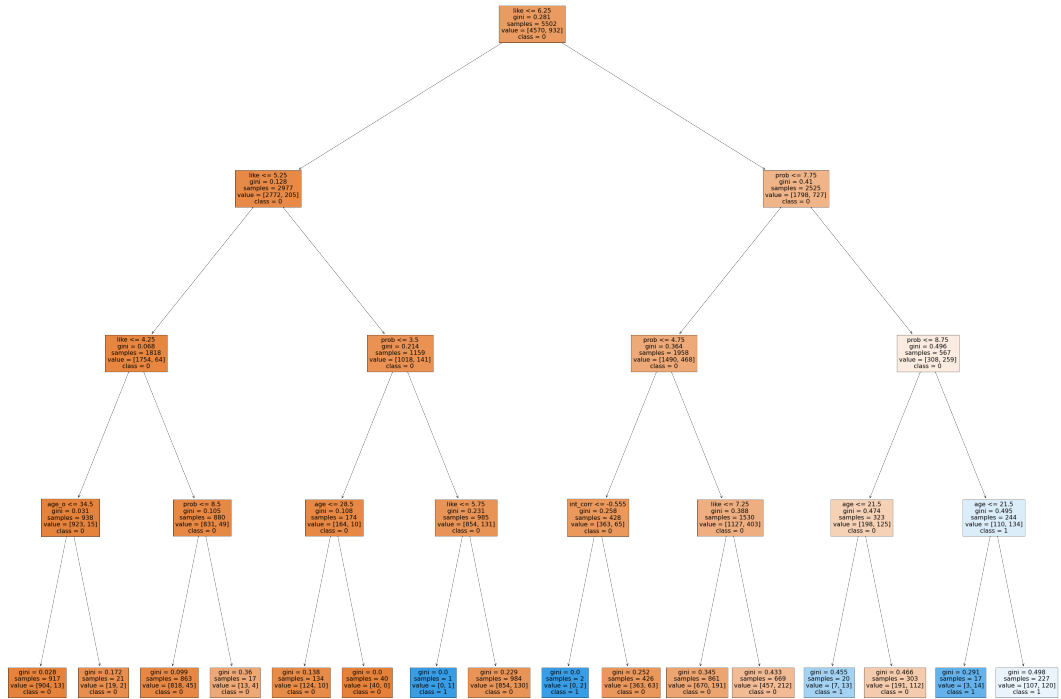 like <= 6.25
gini = 0.281
samples = 5502
value = [4570, 932]
class = 0
like <= 5.25
gini = 0.128
samples = 2977
value = [2772, 205]
class = 0
prob <= 7.75
gini = 0.41
samples = 2525
value = [1798, 727]
class = 0
like <= 4.25
gini = 0.068
samples = 1818
value = [1754, 64]
class = 0
prob <= 3.5
gini = 0.214
samples = 1159
value = [1018, 141]
class = 0
prob <= 4.75
gini = 0.364
samples = 1958
value = [1490, 468]
class = 0
prob <= 8.75
gini = 0.496
samples = 567
value = [308, 259]
class = 0
age_o <= 34.5
gini = 0.031
samples = 938
value = [923, 15]
class = 0
prob <= 8.5
gini = 0.105
samples = 880
value = [831, 49]
class = 0
age <= 28.5
gini = 0.108
samples = 174
value = [164, 10]
class = 0
like <= 5.75
gini = 0.231
samples = 985
value = [854, 131]
class = 0
int_corr <= -0.555
gini = 0.258
samples = 428
value = [363, 65]
class = 0
like <= 7.25
gini = 0.388
samples = 1530
value = [1127, 403]
class = 0
age <= 21.5
gini = 0.474
samples = 323
value = [198, 125]
class = 0
age <= 21.5
gini = 0.495
samples = 244
value = [110, 134]
class = 1
gini = 0.028
samples = 917
value = [904, 13]
class = 0
gini = 0.172
samples = 21
value = [19, 2]
class = 0
gini = 0.099
samples = 863
value = [818, 45]
class = 0
gini = 0.36
samples = 17
value = [13, 4]
class = 0
gini = 0.138
samples = 134
value = [124, 10]
class = 0
gini = 0.0
samples = 40
value = [40, 0]
class = 0
gini = 0.0
samples = 1
value = [0, 1]
class = 1
gini = 0.229
samples = 984
value = [854, 130]
class = 0
gini = 0.0
samples = 2
value = [0, 2]
class = 1
gini = 0.252
samples = 426
value = [363, 63]
class = 0
gini = 0.345
samples = 861
value = [670, 191]
class = 0
gini = 0.433
samples = 669
value = [457, 212]
class = 0
gini = 0.455
samples = 20
value = [7, 13]
class = 1
gini = 0.466
samples = 303
value = [191, 112]
class = 0
gini = 0.291
samples = 17
value = [3, 14]
class = 1
gini = 0.498
samples = 227
value = [107, 120]
class = 1